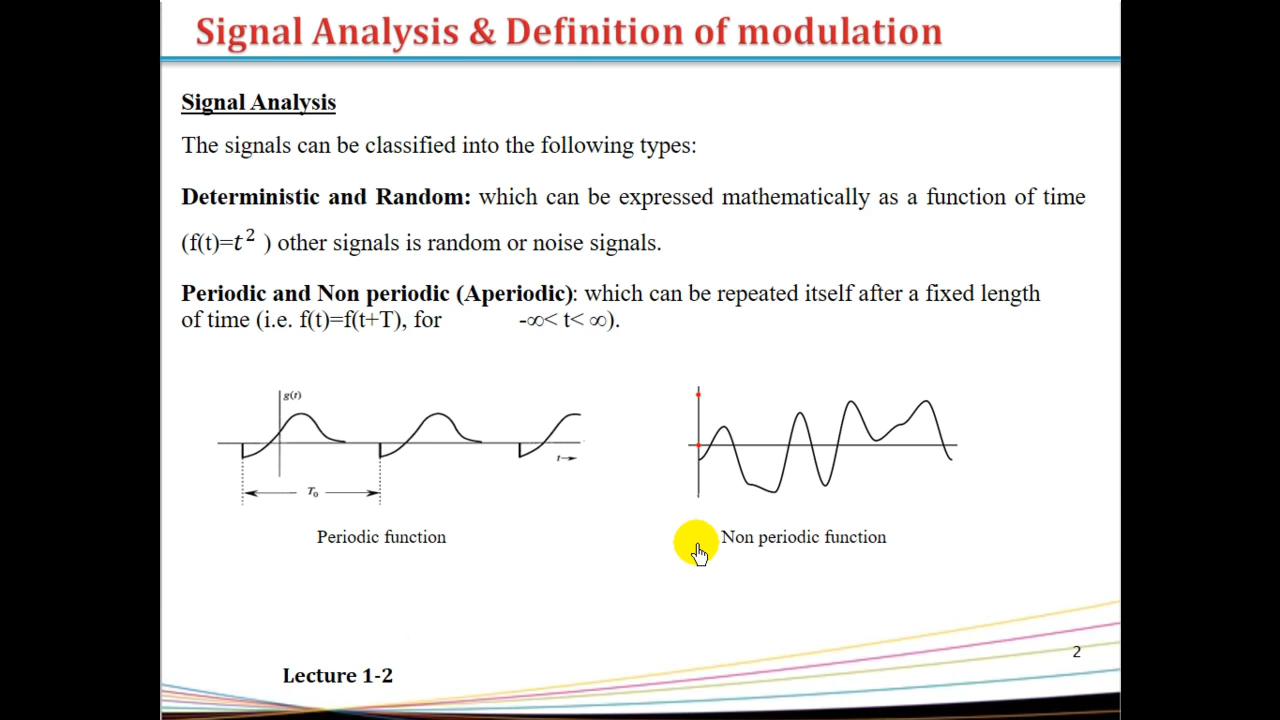 Signal Analysis & Definition of modulation
Signal Analysis
The signals can be classified into the following types:
Deterministic and Random: which can be expressed mathematically as a function of time
(f(t)=t² ) other signals is random or noise signals.
Periodic and Non periodic (Aperiodic): which can be repeated itself after a fixed length
of time (i.e. f(t)=f(t+T), for -∞< t< ∞).
g(t)
t→
T₀
Periodic function
Non periodic function
2
Lecture 1-2